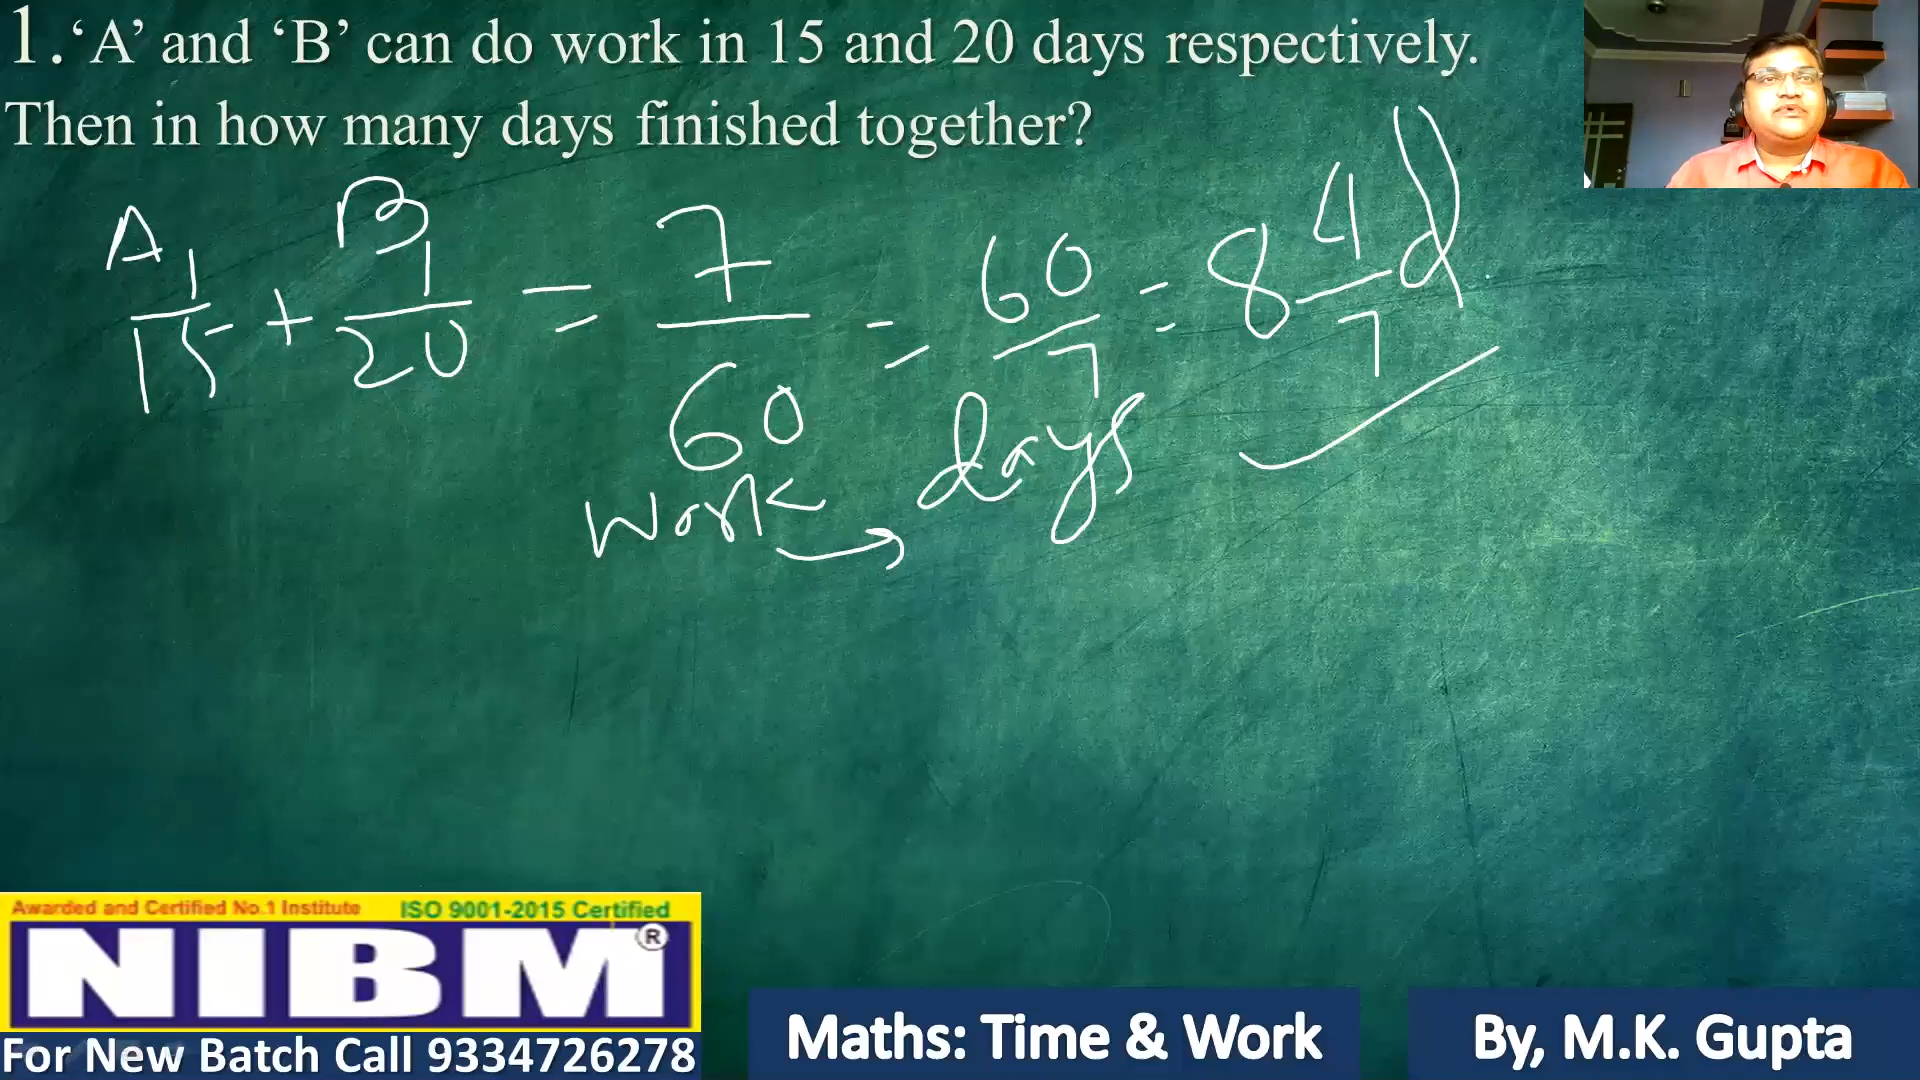 1.‘A’ and ‘B’ can do work in 15 and 20 days respectively.
Then in how many days finished together?
A B
1/15 + 1/20 = 7/60 = 60/7 = 8 4/7 d
work → days
Awarded and Certified No.1 Institute ISO 9001-2015 Certified
NIBM®
For New Batch Call 9334726278
Maths: Time & Work
By, M.K. Gupta